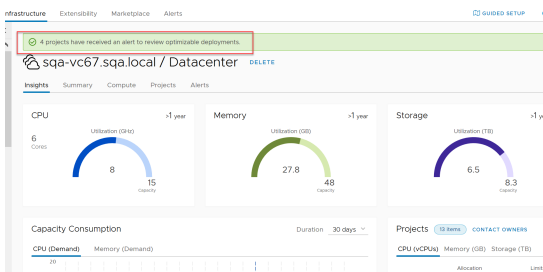 nfrastructure Extensibility Marketplace Alerts GUIDED SETUP
4 projects have received an alert to review optimizable deployments.
sqa-vc67.sqa.local / Datacenter DELETE
Insights Summary Compute Projects Alerts
CPU >1 year
Memory >1 year
Storage >1 ye
Utilization (GHz)
6
Cores
8
15
Capacity
Utilization (GB)
27.8
48
Capacity
Utilization (TB)
6.5
8.3
Capacity
Capacity Consumption Duration 30 days
CPU (Demand) Memory (Demand)
20
Projects 13 items CONTACT OWNERS
CPU (vCPUs) Memory (GB) Storage (TB)
Allocation Limit